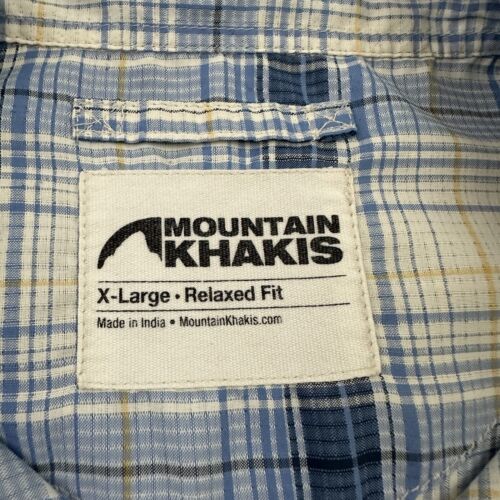 MOUNTAIN
KHAKIS
X-Large • Relaxed Fit
Made in India • MountainKhakis.com